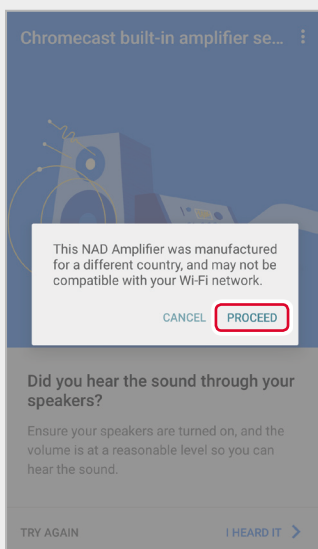 Chromecast built-in amplifier se...
This NAD Amplifier was manufactured
for a different country, and may not be
compatible with your Wi-Fi network.
CANCEL PROCEED
Did you hear the sound through your
speakers?
Ensure your speakers are turned on, and the
volume is at a reasonable level so you can
hear the sound.
TRY AGAIN I HEARD IT